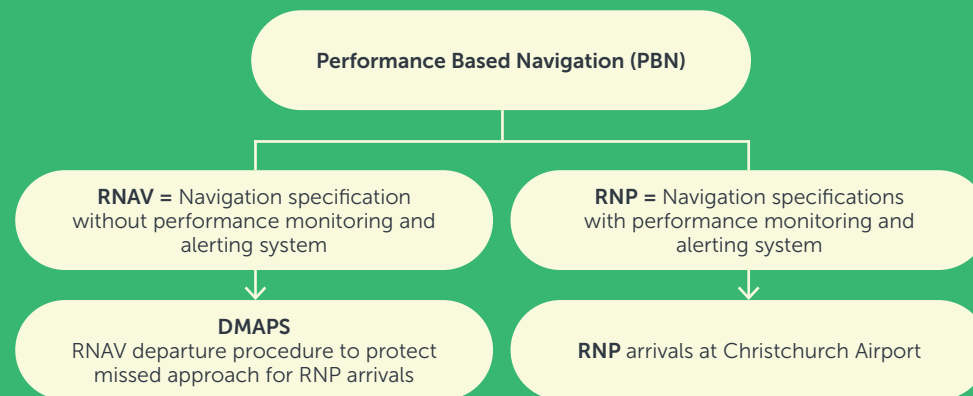 Performance Based Navigation (PBN)
RNAV = Navigation specification
without performance monitoring and
alerting system
RNP = Navigation specifications
with performance monitoring and
alerting system
DMAPS
RNAV departure procedure to protect
missed approach for RNP arrivals
RNP arrivals at Christchurch Airport